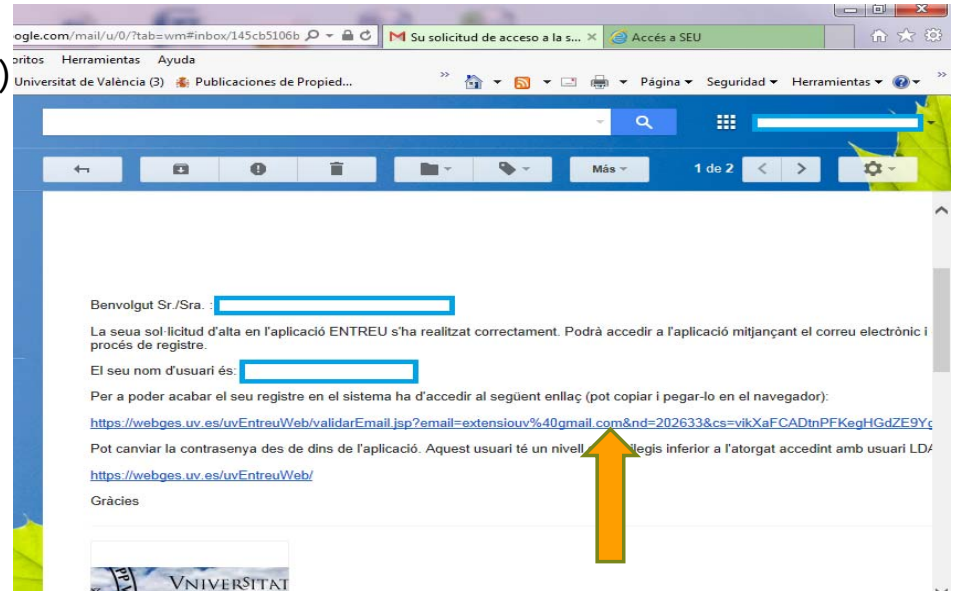 )
ogle.com/mail/u/0/?tab=wm#inbox/145cb5106b
Su solicitud de acceso a la s...
Accés a SEU
oritos Herramientas Ayuda
Universitat de València (3) Publicaciones de Propied... » Página Seguridad Herramientas »
Más 1 de 2
Benvolgut Sr./Sra. :
La seua sol·licitud d'alta en l'aplicació ENTREU s'ha realitzat correctament. Podrà accedir a l'aplicació mitjançant el correu electrònic i
procés de registre.
El seu nom d'usuari és:
Per a poder acabar el seu registre en el sistema ha d'accedir al següent enllaç (pot copiar i pegar-lo en el navegador):
https://webges.uv.es/uvEntreuWeb/validarEmail.jsp?email=extensiouv%40gmail.com&nd=202633&cs=vikXaFCADtnPFKegHGdZE9Yg
Pot canviar la contrasenya des de dins de l'aplicació. Aquest usuari té un nivell legis inferior a l'atorgat accedint amb usuari LDA
https://webges.uv.es/uvEntreuWeb/
Gràcies
VNIVERSITAT